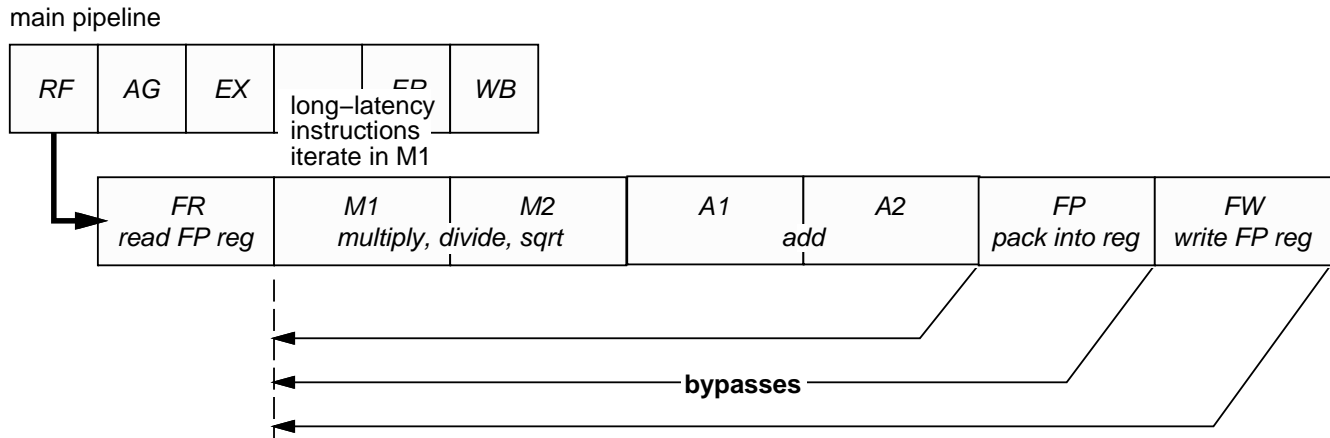 main pipeline
RF AG EX ER WB
long–latency
instructions
iterate in M1
FR M1 M2 A1 A2 FP FW
read FP reg multiply, divide, sqrt add pack into reg write FP reg
bypasses